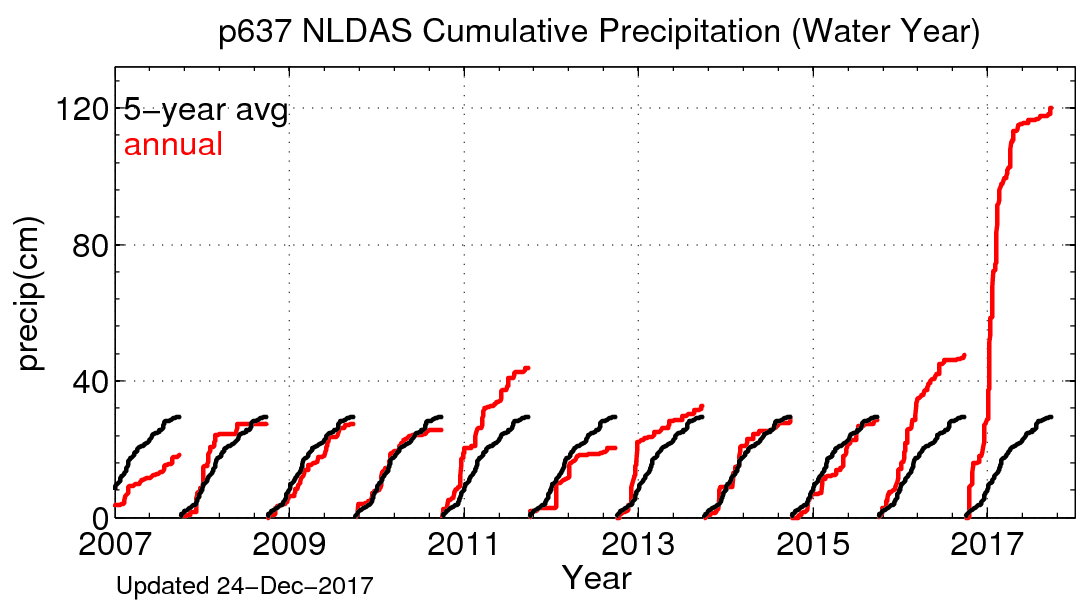 p637 NLDAS Cumulative Precipitation (Water Year)
120
5−year avg
annual
80
precip(cm)
40
0
2007 2009 2011 2013 2015 2017
Year
Updated 24−Dec−2017